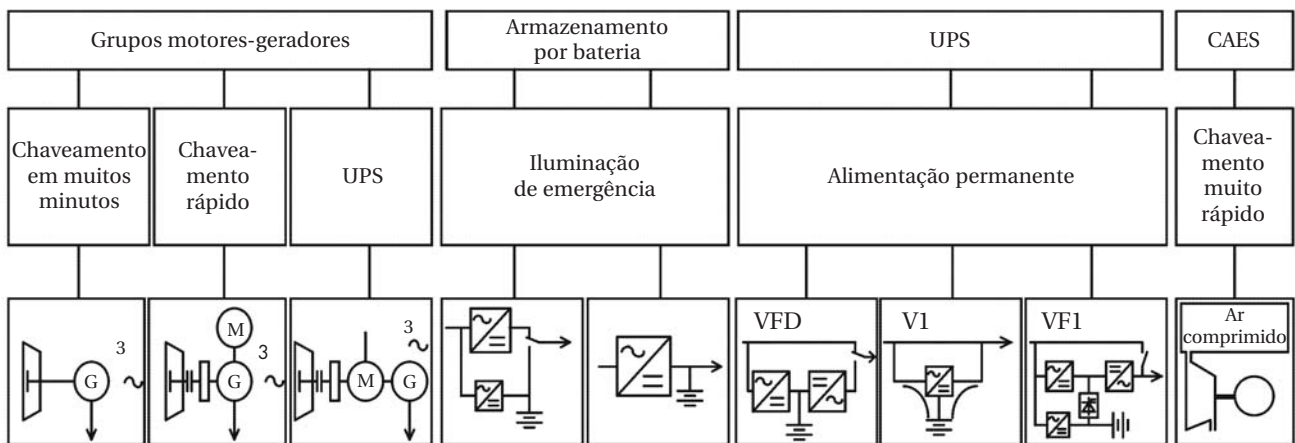 Grupos motores-geradores
Armazenamento
por bateria
UPS
CAES
Chaveamento
em muitos
minutos
Chavea-
mento
rápido
UPS
Iluminação
de emergência
Alimentação permanente
Chavea-
mento
muito
rápido
3
G
M
3
G
3
M
G
VFD
V1
VF1
Ar
comprimido